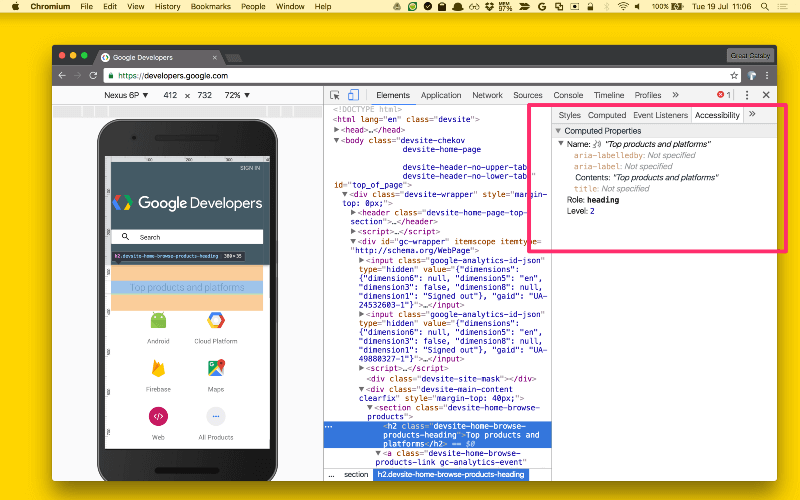 Chromium File Edit View History Bookmarks People Window Help
97%
100% Tue 19 Jul 11:06
Google Developers
Great Gatsby
https://developers.google.com
Nexus 6P ▼ 412 × 732 72% ▼
Elements Application Network Sources Console Timeline Profiles » 1
SIGN IN
Google Developers
Search
h2.devsite-home-browse-products-heading 380×35
Top products and platforms
Android Cloud Platform
Firebase Maps
Web All Products
<!DOCTYPE html>
<html lang="en" class="devsite">
▶<head>…</head>
▼<body class="devsite-chekov
devsite-home-page
devsite-header-no-upper-tabs
devsite-header-no-lower-tabs"
id="top_of_page">
▼<div class="devsite-wrapper" style="margin-
top: 0px;">
▶<header class="devsite-home-page-top-
section">…</header>
▶<script>…</script>
▼<div id="gc-wrapper" itemscope itemtype=
"http://schema.org/WebPage">
▶<input class="google-analytics-id-json"
type="hidden" value="{"dimensions":
{"dimension6": null, "dimension5": "en",
"dimension3": false, "dimension8": null,
"dimension1": "Signed out"}, "gaid": "UA-
24532603-1"}">…</input>
▶<input class="google-analytics-id-json"
type="hidden" value="{"dimensions":
{"dimension6": null, "dimension5": "en",
"dimension3": false, "dimension8": null,
"dimension1": "Signed out"}, "gaid": "UA-
49880327-1"}">…</input>
▶<script>…</script>
<div class="devsite-site-mask"></div>
▼<div class="devsite-main-content
clearfix" style="margin-top: 40px;">
▼<section class="devsite-home-browse-
products">
… <h2 class="devsite-home-browse-
products-heading">Top products and
platforms</h2> == $0
▼<a class="devsite-home-browse-
products-link gc-analytics-event"
... section h2.devsite-home-browse-products-heading
Styles Computed Event Listeners Accessibility »
▼ Computed Properties
▼ Name: "Top products and platforms"
aria-labelledby: Not specified
aria-label: Not specified
Contents: "Top products and platforms"
title: Not specified
Role: heading
Level: 2